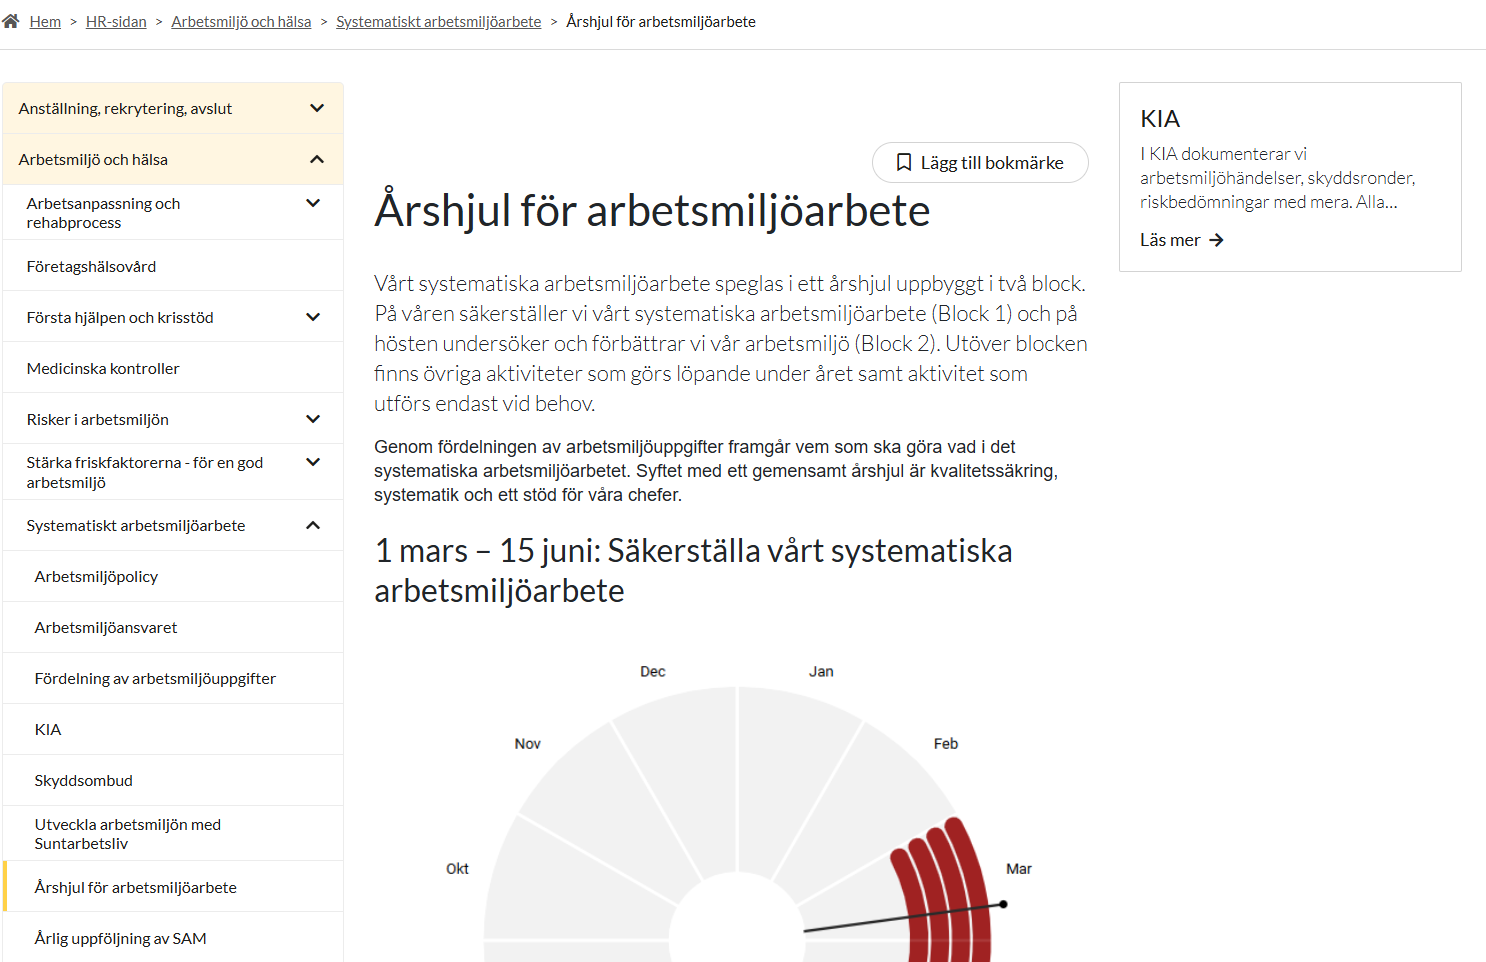 Hem > HR-sidan > Arbetsmiljö och hälsa > Systematiskt arbetsmiljöarbete > Årshjul för arbetsmiljöarbete
Anställning, rekrytering, avslut
Arbetsmiljö och hälsa
Arbetsanpassning och
rehabprocess
Företagshälsovård
Första hjälpen och krisstöd
Medicinska kontroller
Risker i arbetsmiljön
Stärka friskfaktorerna - för en god
arbetsmiljö
Systematiskt arbetsmiljöarbete
Arbetsmiljöpolicy
Arbetsmiljöansvaret
Fördelning av arbetsmiljöuppgifter
KIA
Skyddsombud
Utveckla arbetsmiljön med
Suntarbetsliv
Årshjul för arbetsmiljöarbete
Årlig uppföljning av SAM
Lägg till bokmärke
Årshjul för arbetsmiljöarbete
Vårt systematiska arbetsmiljöarbete speglas i ett årshjul uppbyggt i två block.
På våren säkerställer vi vårt systematiska arbetsmiljöarbete (Block 1) och på
hösten undersöker och förbättrar vi vår arbetsmiljö (Block 2). Utöver blocken
finns övriga aktiviteter som görs löpande under året samt aktivitet som
utförs endast vid behov.
Genom fördelningen av arbetsmiljöuppgifter framgår vem som ska göra vad i det
systematiska arbetsmiljöarbetet. Syftet med ett gemensamt årshjul är kvalitetssäkring,
systematik och ett stöd för våra chefer.
1 mars – 15 juni: Säkerställa vårt systematiska
arbetsmiljöarbete
Dec
Jan
Nov
Feb
Okt
Mar
KIA
I KIA dokumenterar vi
arbetsmiljöhändelser, skyddsronder,
riskbedömningar med mera. Alla...
Läs mer